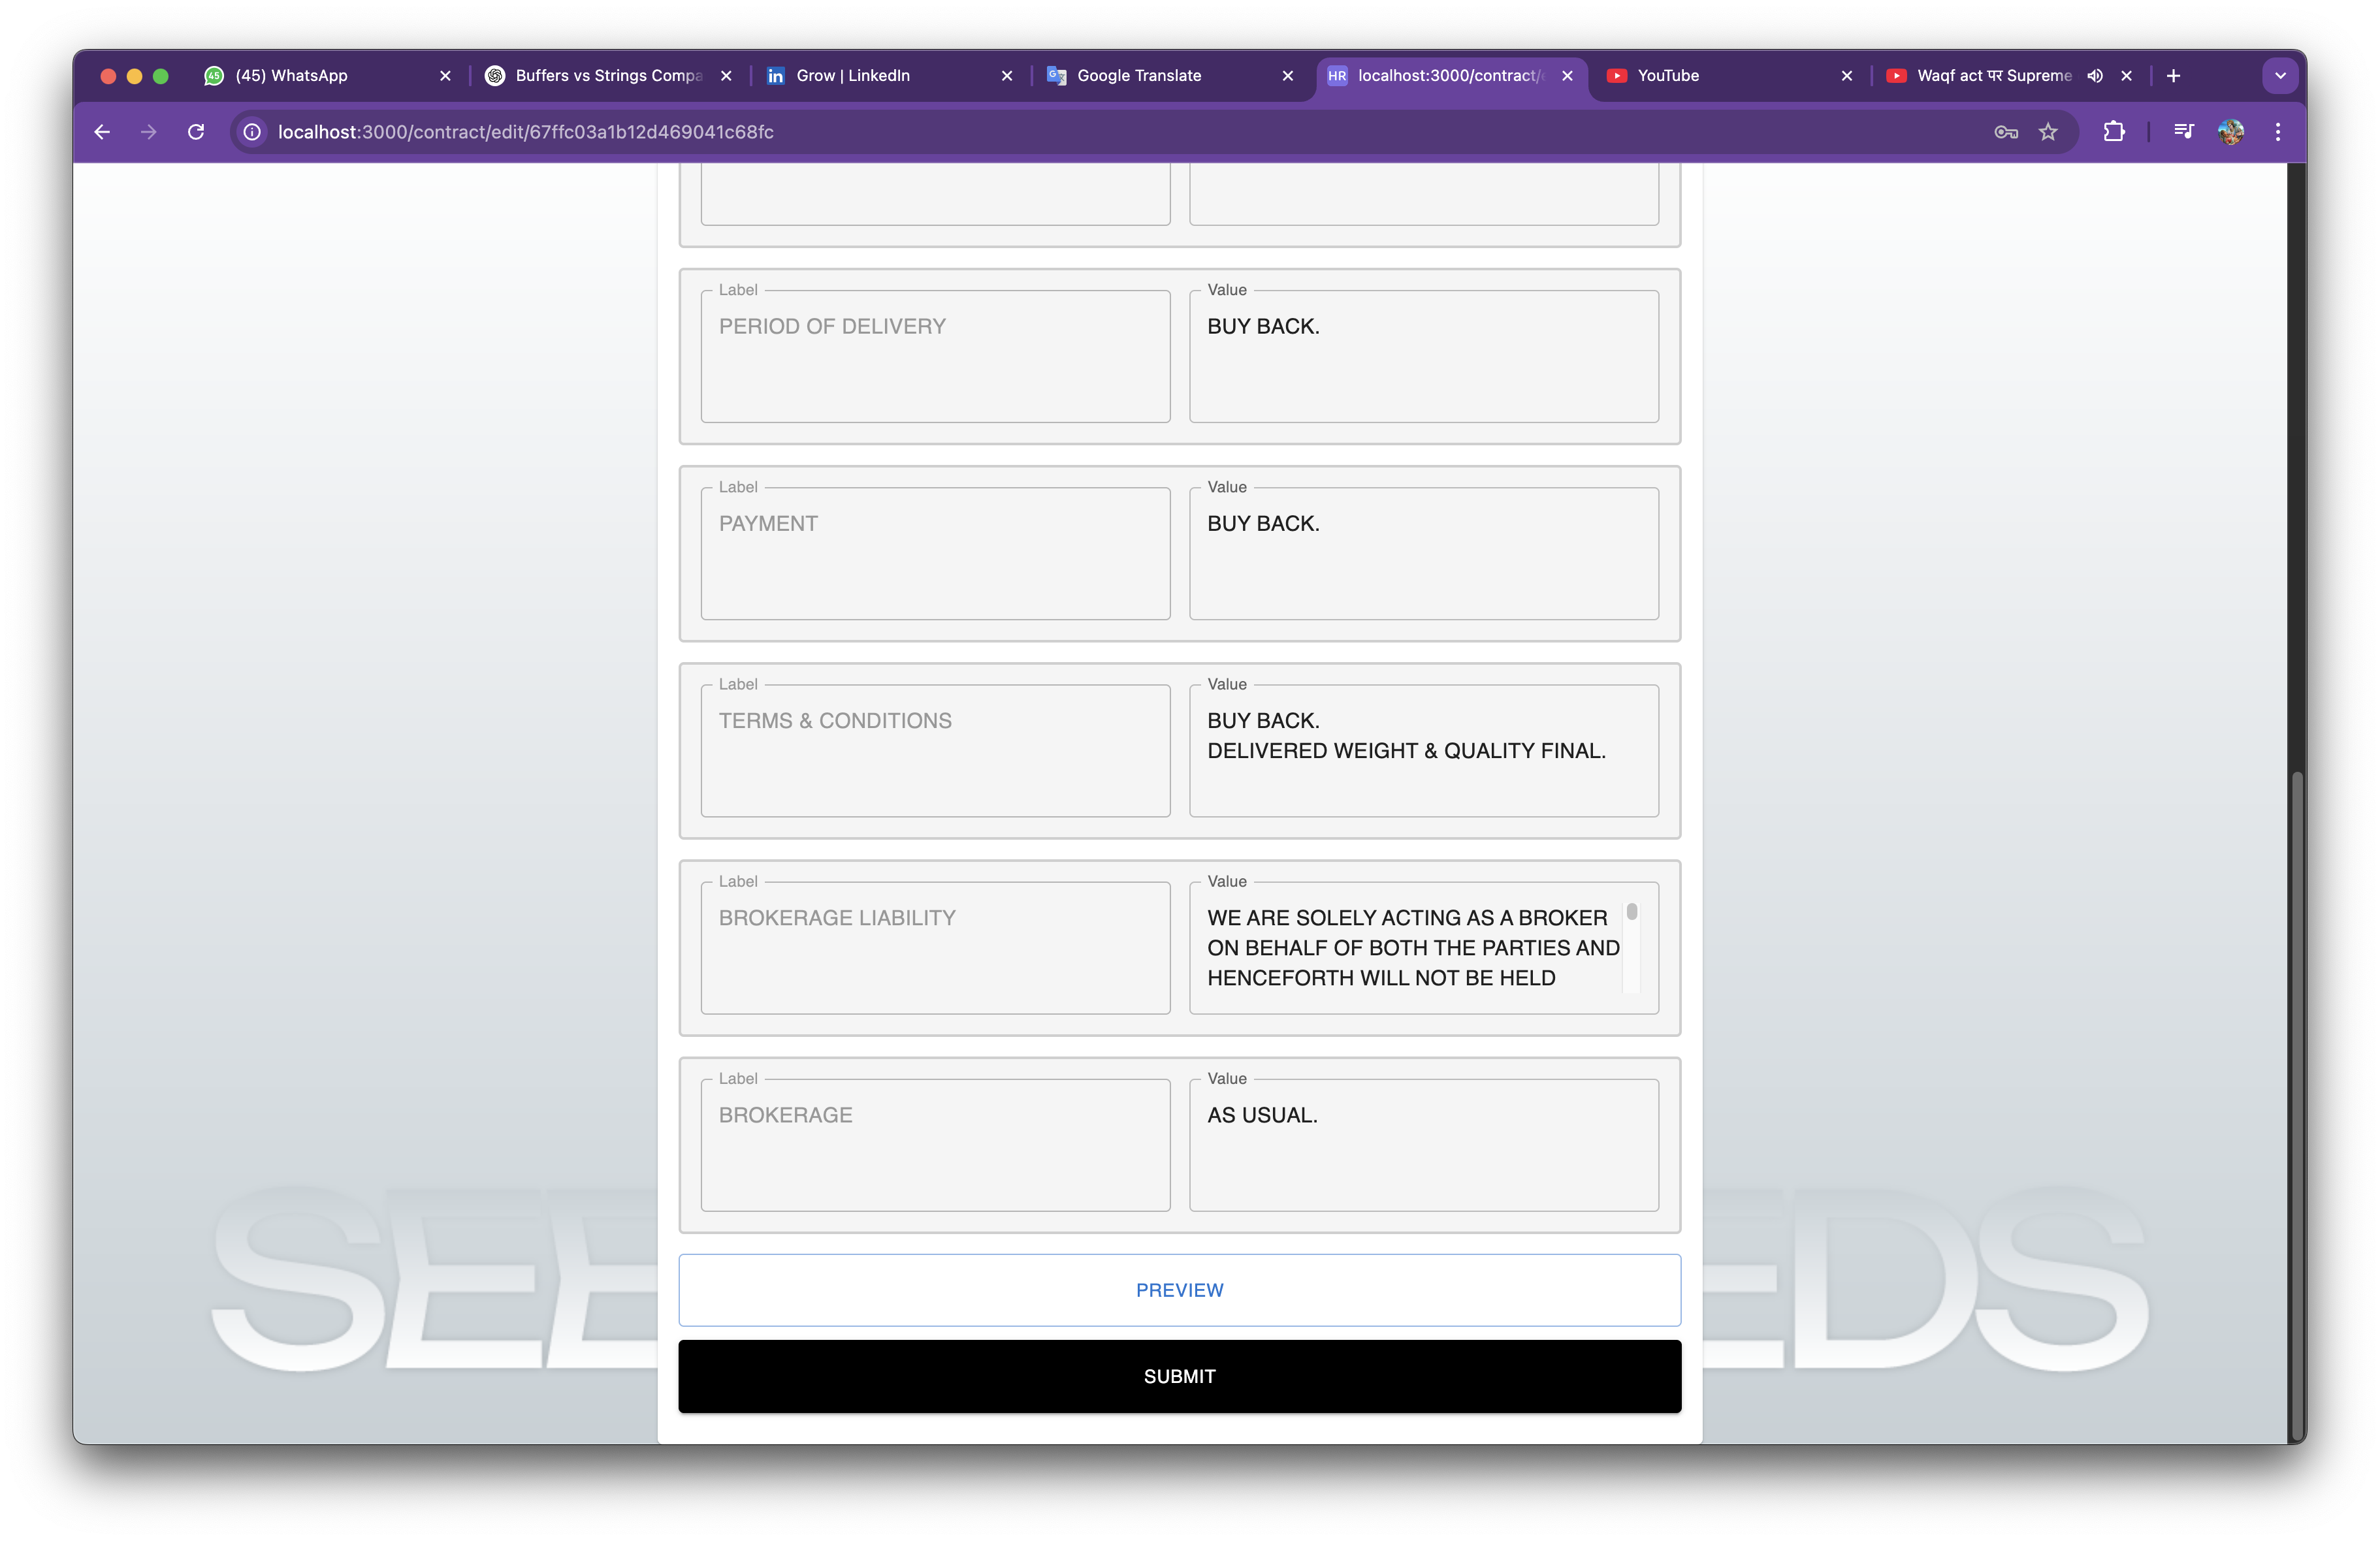 45
(45) WhatsApp
Buffers vs Strings Compa
Grow | LinkedIn
Google Translate
HR
localhost:3000/contract/e
YouTube
Waqf act पर Supreme
localhost:3000/contract/edit/67ffc03a1b12d469041c68fc
Label
PERIOD OF DELIVERY
Value
BUY BACK.
Label
PAYMENT
Value
BUY BACK.
Label
TERMS & CONDITIONS
Value
BUY BACK.
DELIVERED WEIGHT & QUALITY FINAL.
Label
BROKERAGE LIABILITY
Value
WE ARE SOLELY ACTING AS A BROKER
ON BEHALF OF BOTH THE PARTIES AND
HENCEFORTH WILL NOT BE HELD
Label
BROKERAGE
Value
AS USUAL.
SEE
EDS
PREVIEW
SUBMIT